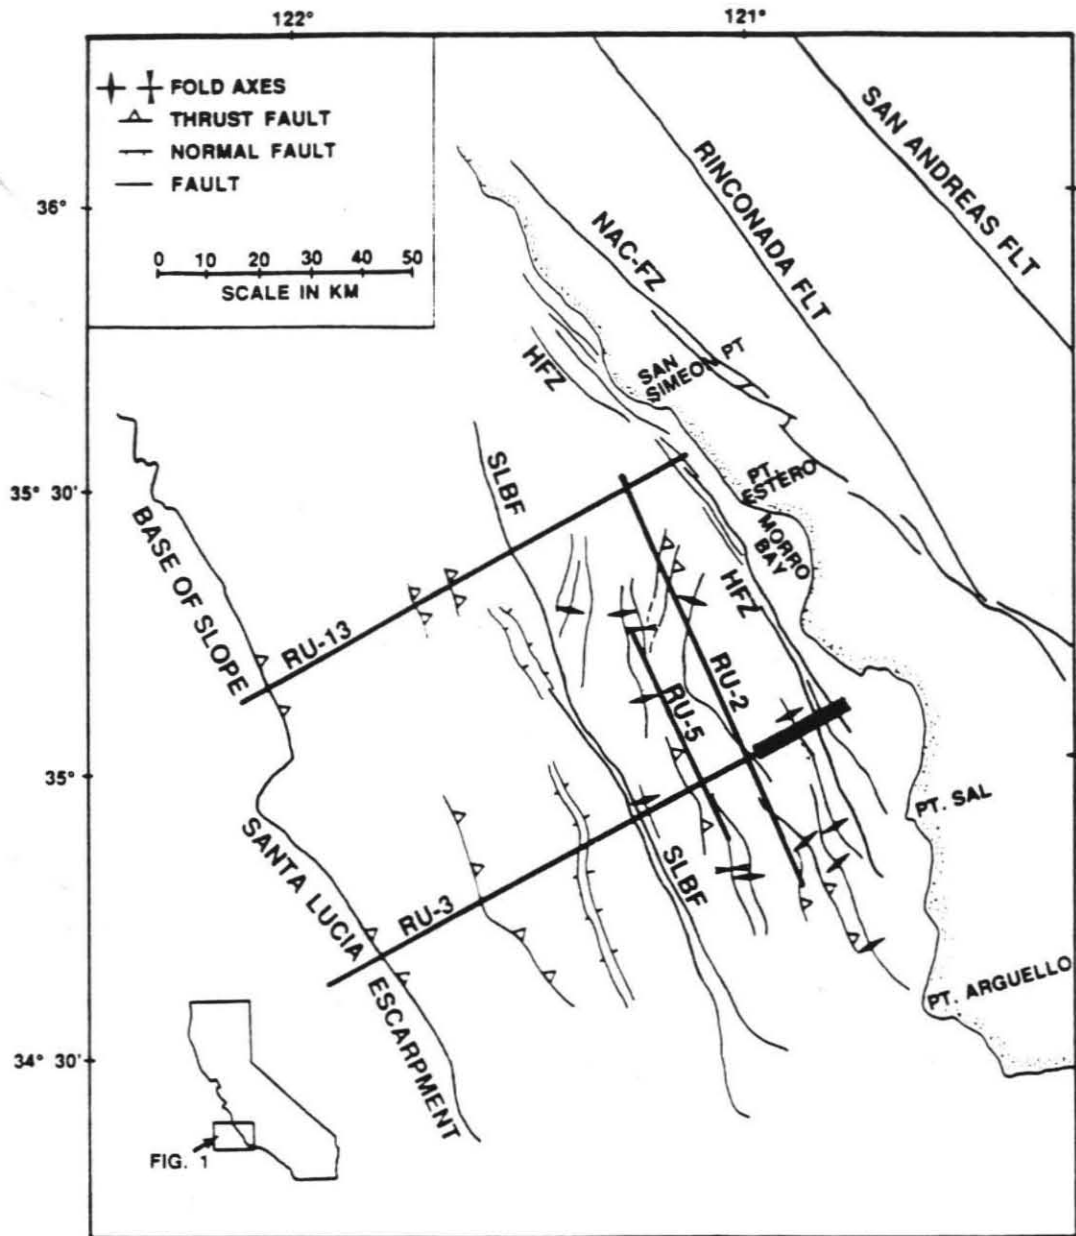 122°
121°
FOLD AXES
THRUST FAULT
NORMAL FAULT
FAULT
0 10 20 30 40 50
SCALE IN KM
36°
35° 30'
35°
34° 30'
SAN ANDREAS FLT
RINCONADA FLT
NAC-FZ
SAN
SIMEON PT
HFZ
PT.
ESTERO
MORRO
BAY
HFZ
SLBF
BASE OF SLOPE
RU-13
RU-2
RU-5
PT. SAL
SANTA LUCIA
ESCARPMENT
RU-3
SLBF
PT. ARGUELLO
FIG. 1